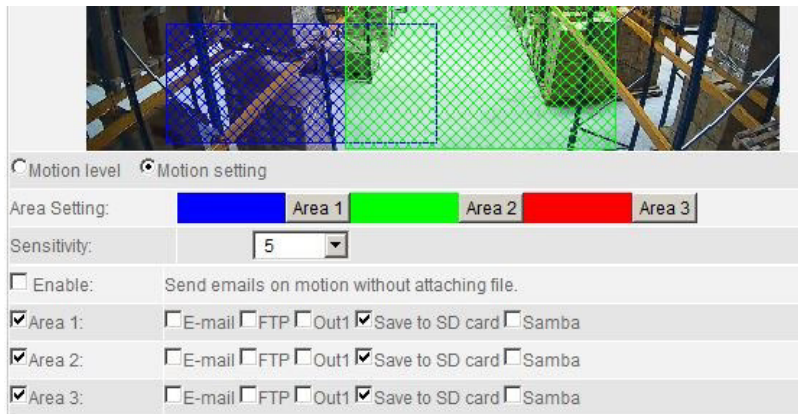 Motion level Motion setting
Area Setting: Area 1 Area 2 Area 3
Sensitivity: 5
Enable: Send emails on motion without attaching file.
Area 1: E-mail FTP Out1 Save to SD card Samba
Area 2: E-mail FTP Out1 Save to SD card Samba
Area 3: E-mail FTP Out1 Save to SD card Samba